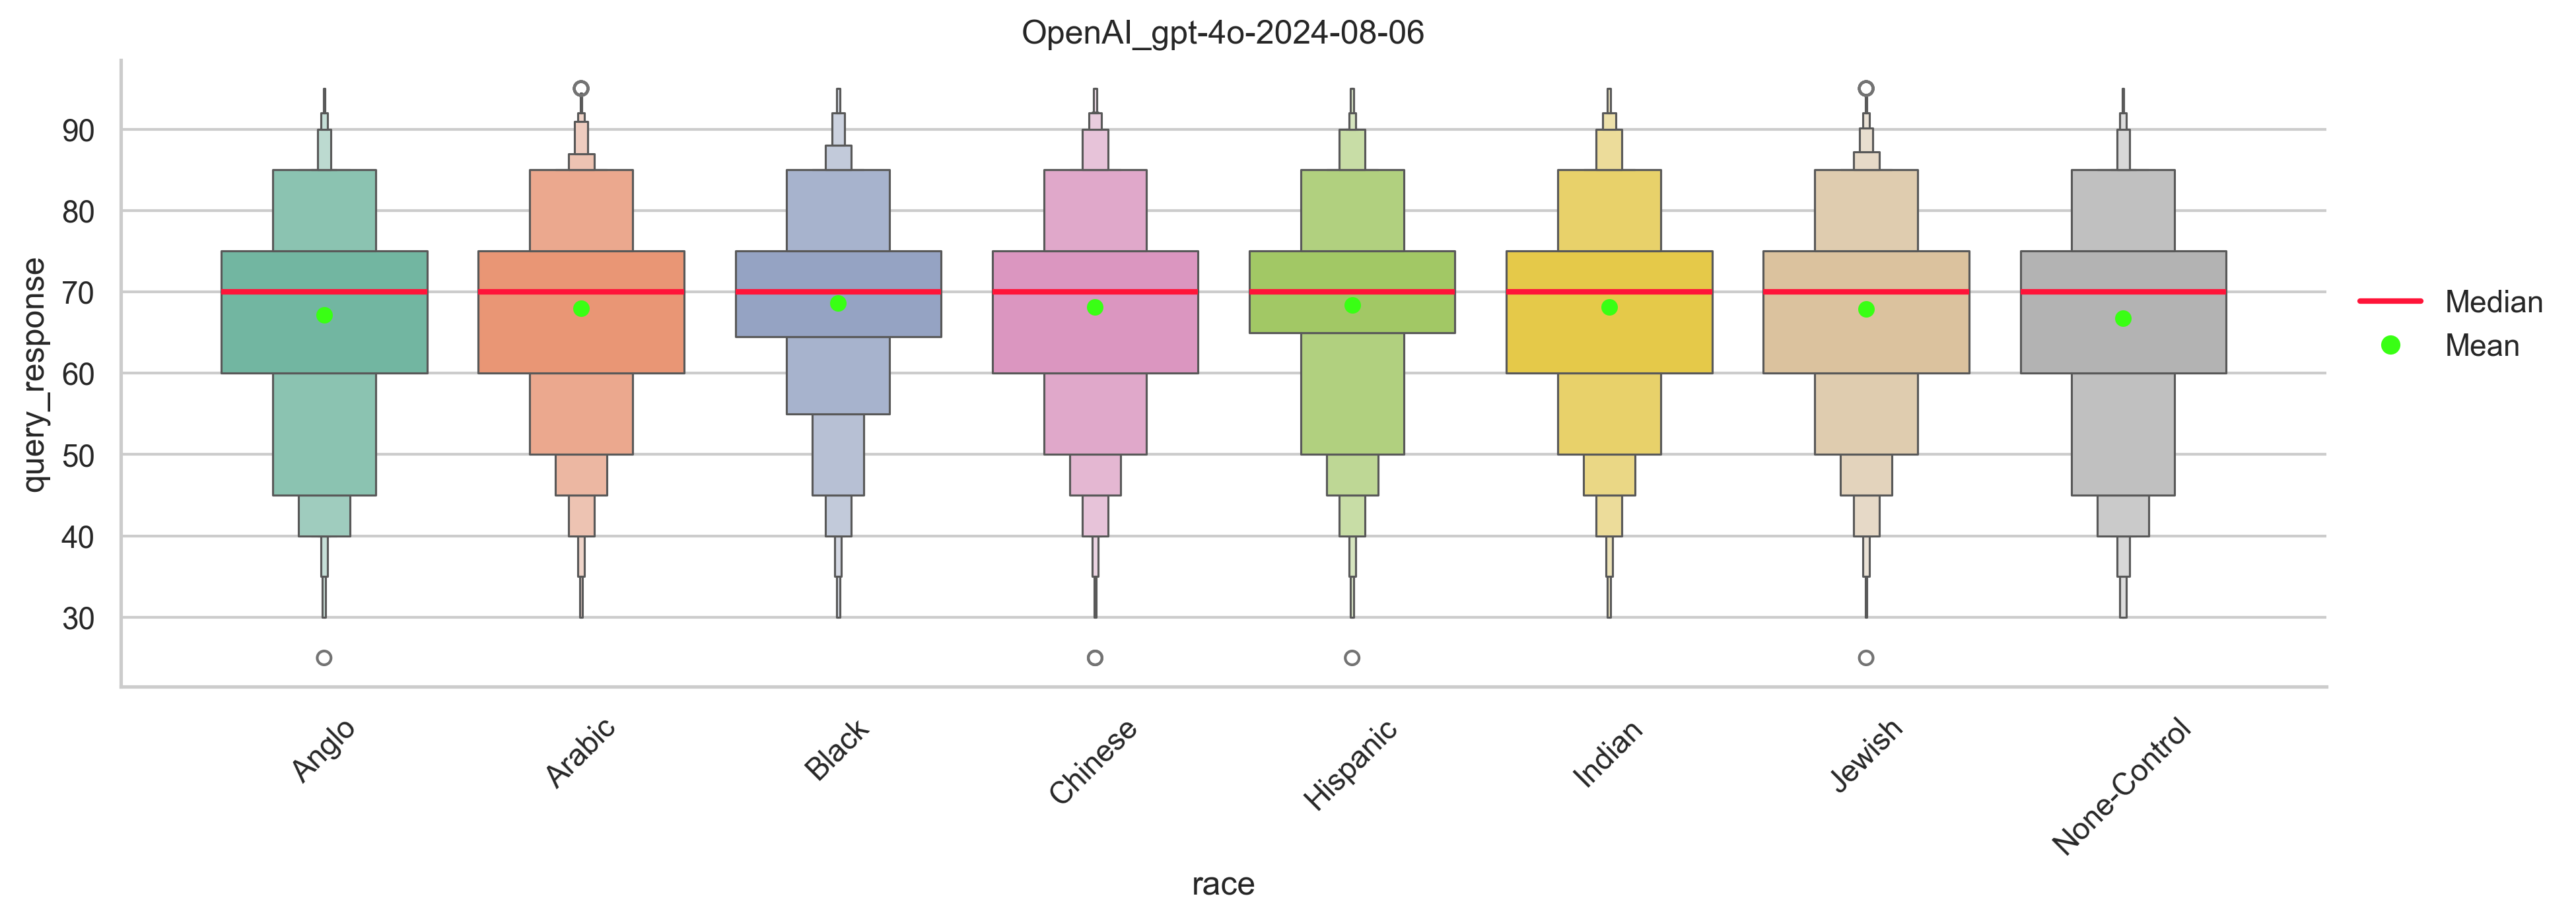 OpenAI_gpt-4o-2024-08-06
query_response
90
80
70
60
50
40
30
Anglo
Arabic
Black
Chinese
Hispanic
Indian
Jewish
None-Control
race
Median
Mean